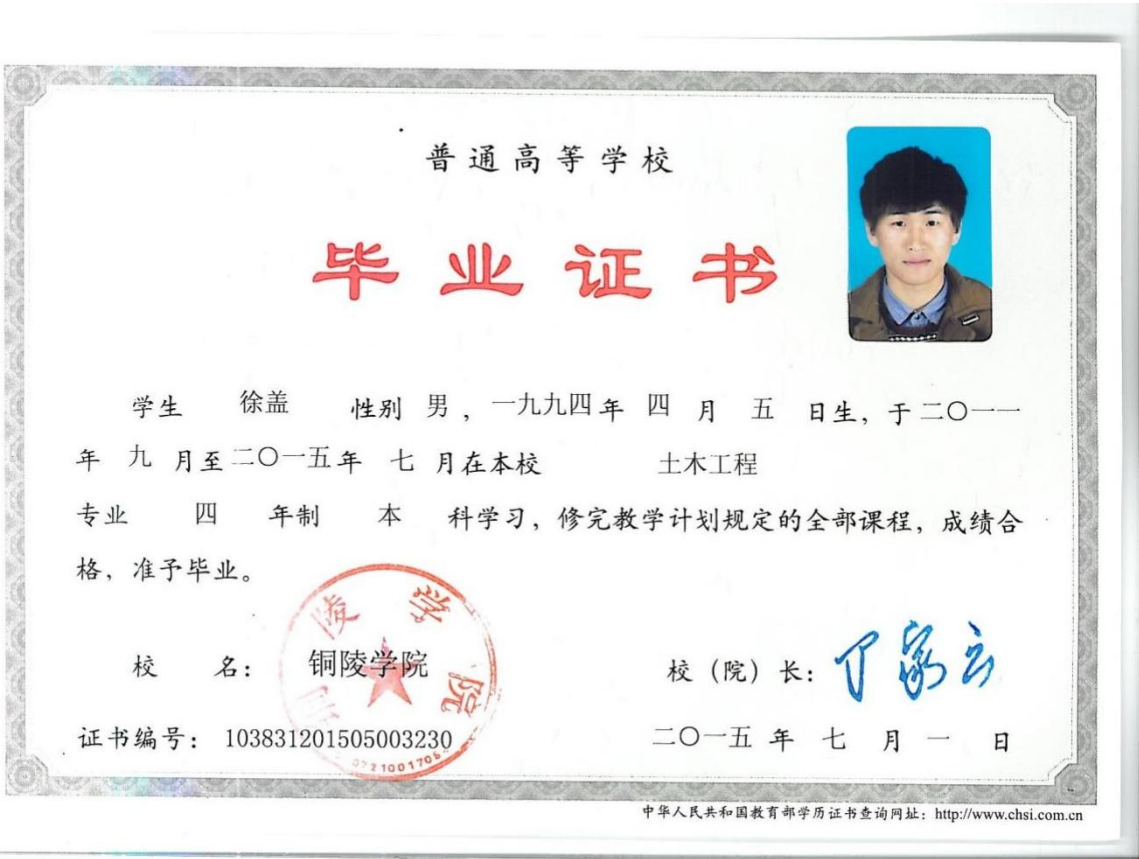 普通高等学校
毕业证书
学生 徐盖 性别 男，一九九四年 四 月 五 日生，于二〇一一
年 九 月至二〇一五年 七 月在本校 土木工程
专业 四 年制 本 科学习，修完教学计划规定的全部课程，成绩合
格，准予毕业。
陵学院
校 名：铜陵学院
校（院）长：丁家云
证书编号：103831201505003230
二〇一五年 七 月 一 日
中华人民共和国教育部学历证书查询网址：http://www.chsi.com.cn